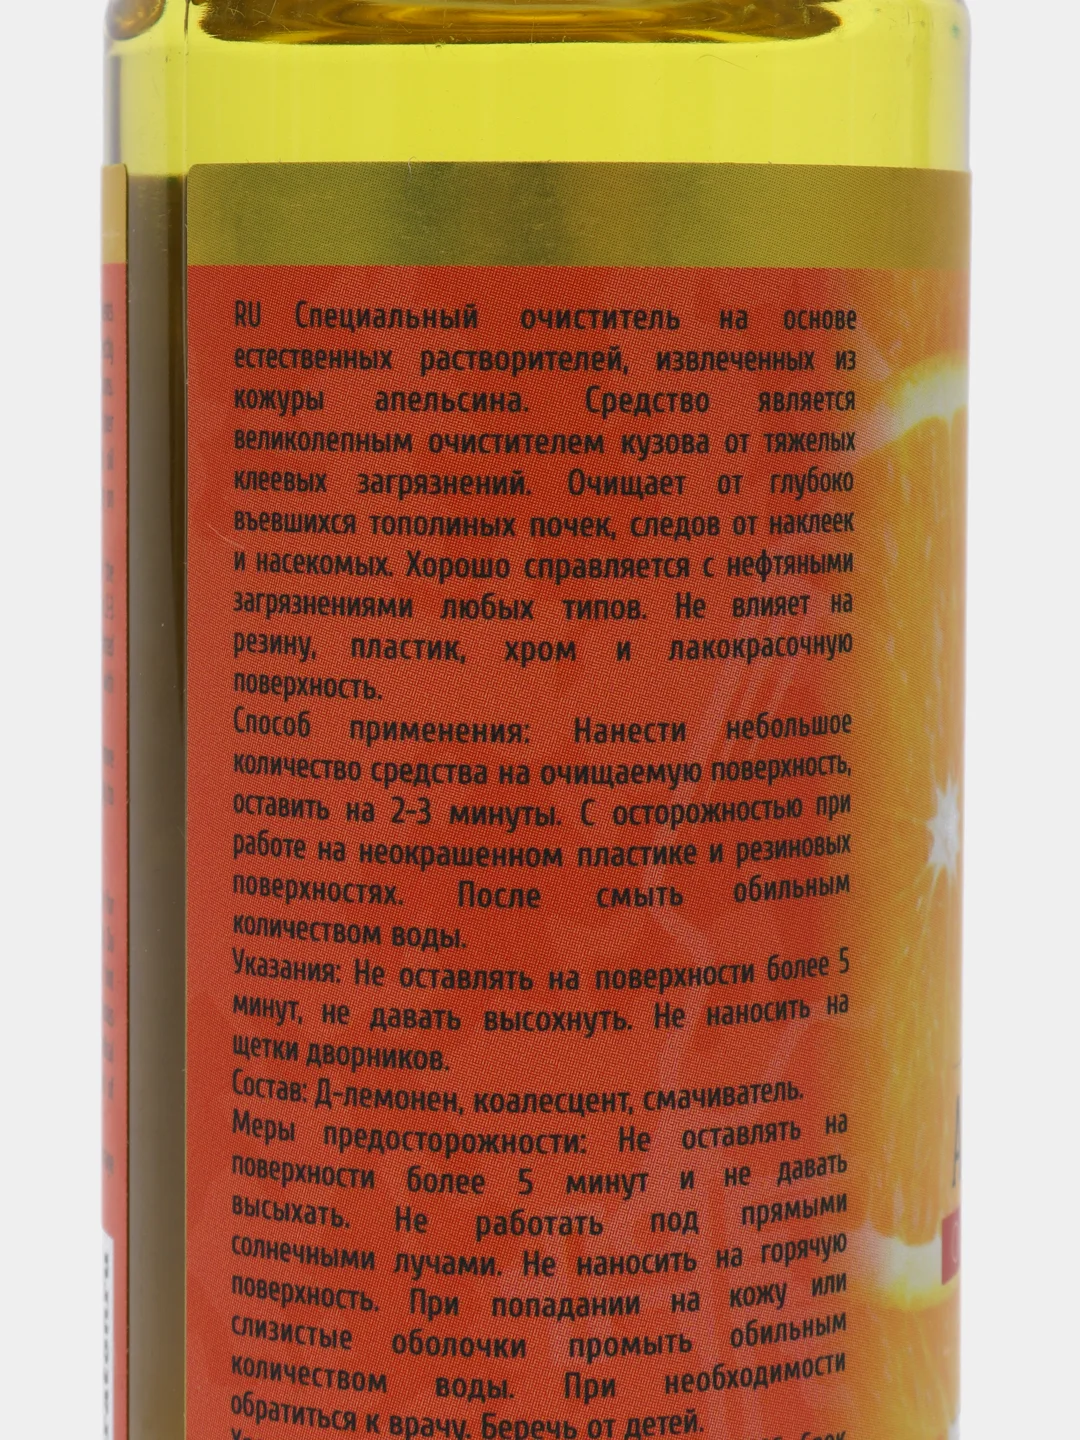 RU Специальный очиститель на основе
естественных растворителей, извлеченных из
кожуры апельсина. Средство является
великолепным очистителем кузова от тяжелых
клеевых загрязнений. Очищает от глубоко
въевшихся тополиных почек, следов от наклеек
и насекомых. Хорошо справляется с нефтяными
загрязнениями любых типов. Не влияет на
резину, пластик, хром и лакокрасочную
поверхность.
Способ применения: Нанести небольшое
количество средства на очищаемую поверхность,
оставить на 2-3 минуты. С осторожностью при
работе на неокрашенном пластике и резиновых
поверхностях. После смыть обильным
количеством воды.
Указания: Не оставлять на поверхности более 5
минут, не давать высохнуть. Не наносить на
щетки дворников.
Состав: Д-лемонен, коалесцент, смачиватель.
Меры предосторожности: Не оставлять на
поверхности более 5 минут и не давать
высыхать. Не работать под прямыми
солнечными лучами. Не наносить на горячую
поверхность. При попадании на кожу или
слизистые оболочки промыть обильным
количеством воды. При необходимости
обратиться к врачу. Беречь от детей.